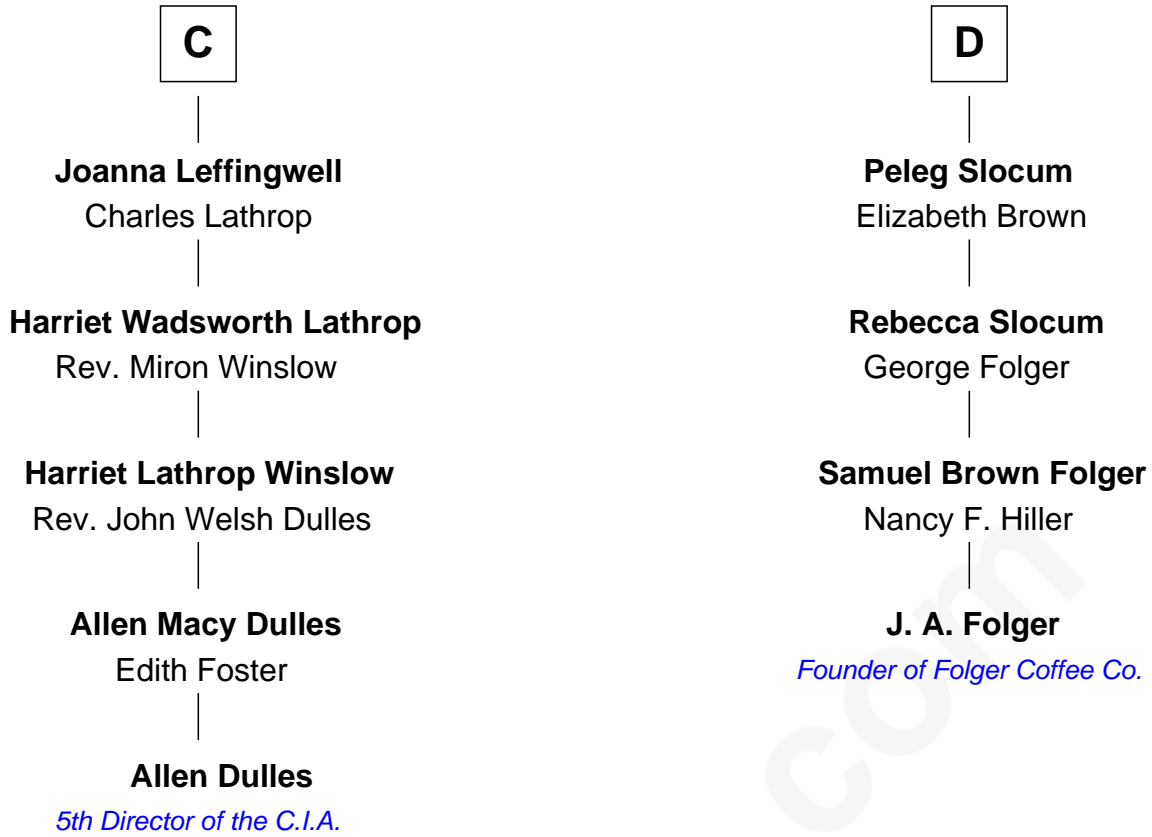 C
Joanna Leffingwell
Charles Lathrop
Harriet Wadsworth Lathrop
Rev. Miron Winslow
Harriet Lathrop Winslow
Rev. John Welsh Dulles
Allen Macy Dulles
Edith Foster
Allen Dulles
5th Director of the C.I.A.
D
Peleg Slocum
Elizabeth Brown
Rebecca Slocum
George Folger
Samuel Brown Folger
Nancy F. Hiller
J. A. Folger
Founder of Folger Coffee Co.
com